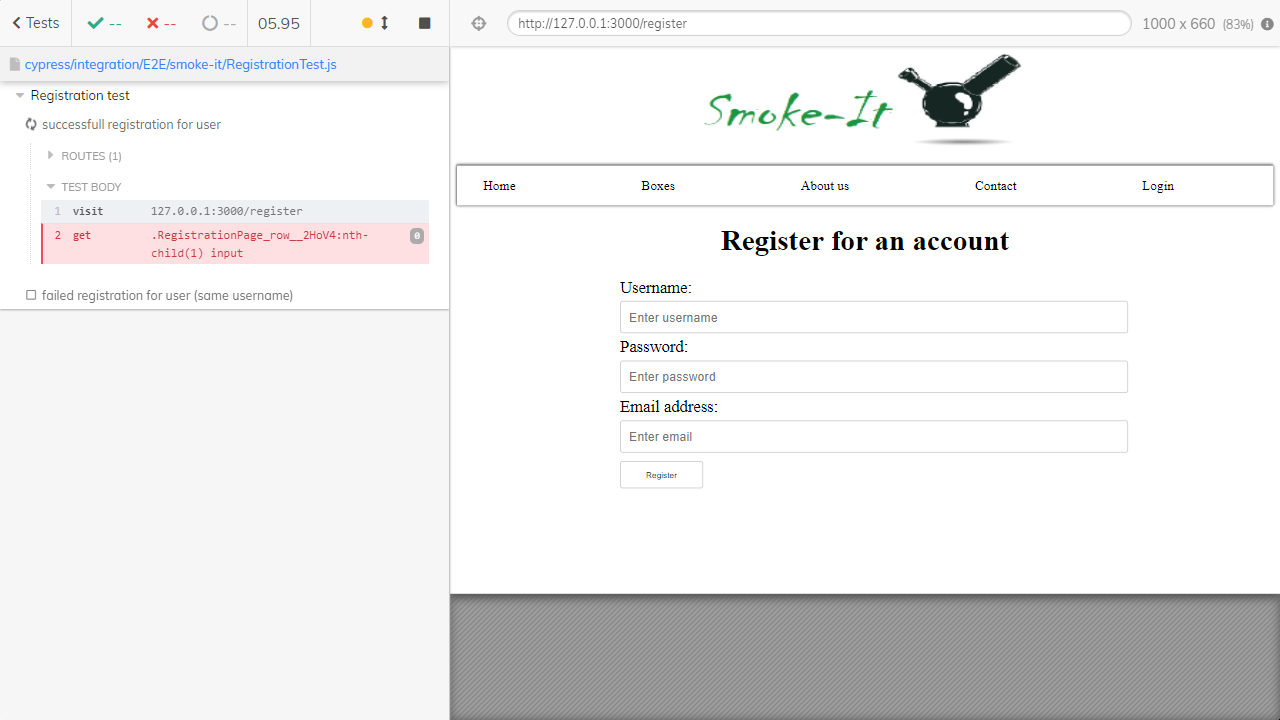 Tests
--
--
--
05.95
http://127.0.0.1:3000/register
1000 x 660 (83%)
cypress/integration/E2E/smoke-it/RegistrationTest.js
Registration test
successfull registration for user
ROUTES (1)
TEST BODY
1 visit 127.0.0.1:3000/register
2 get .RegistrationPage_row__2HoV4:nth-
child(1) input 0
failed registration for user (same username)
Smoke-It
Home Boxes About us Contact Login
Register for an account
Username:
Enter username
Password:
Enter password
Email address:
Enter email
Register